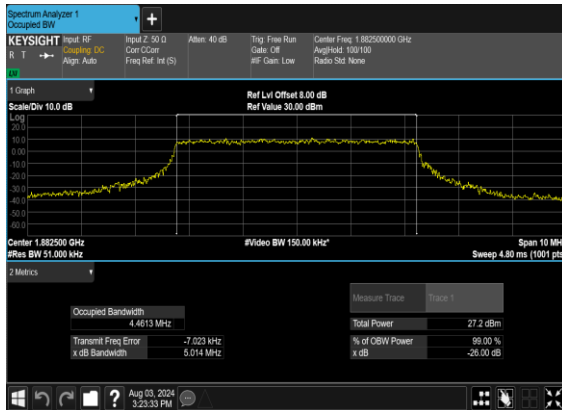 Spectrum Analyzer 1
Occupied BW
+
KEYSIGHT Input: RF Input Z: 50 Ω Atten: 40 dB Trig: Free Run Center Freq: 1.882500000 GHz
R T Coupling: DC Corr CCorr Gate: Off Avg|Hold: 100/100
Align: Auto Freq Ref: Int (S) #IF Gain: Low Radio Std: None
1 Graph
Ref Lvl Offset 8.00 dB
Scale/Div 10.0 dB Ref Value 30.00 dBm
Log
20.0
10.0
0.00
-10.0
-20.0
-30.0
-40.0
-50.0
-60.0
Center 1.882500 GHz #Video BW 150.00 kHz* Span 10 MH
#Res BW 51.000 kHz Sweep 4.80 ms (1001 pts
2 Metrics
Measure Trace Trace 1
Occupied Bandwidth
4.4613 MHz Total Power 27.2 dBm
Transmit Freq Error -7.023 kHz % of OBW Power 99.00 %
x dB Bandwidth 5.014 MHz x dB -26.00 dB
? Aug 03, 2024
3:23:33 PM